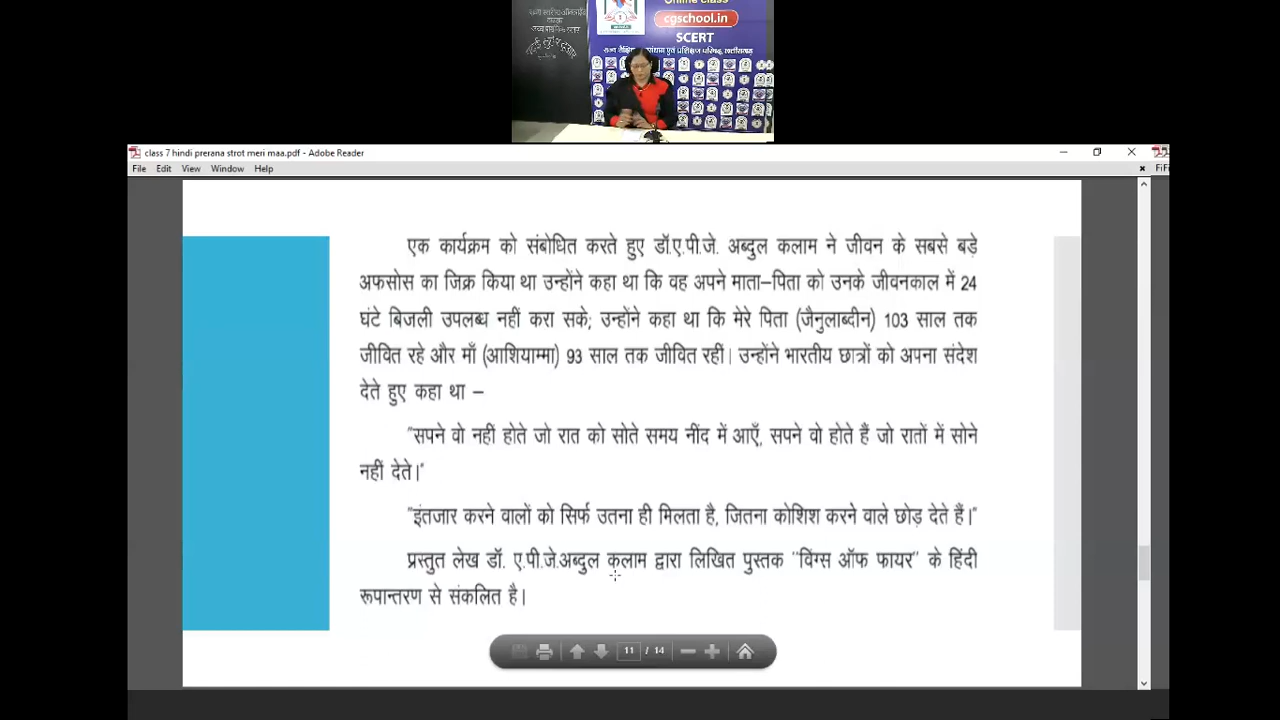 Online class
cgschool.in
SCERT
class 7 hindi prerana strot meri maa.pdf - Adobe Reader
File Edit View Window Help
एक कार्यक्रम को संबोधित करते हुए डॉ.ए.पी.जे. अब्दुल कलाम ने जीवन के सबसे बड़े
अफसोस का जिक्र किया था उन्होंने कहा था कि वह अपने माता–पिता को उनके जीवनकाल में 24
घंटे बिजली उपलब्ध नहीं करा सके; उन्होंने कहा था कि मेरे पिता (जैनुलाब्दीन) 103 साल तक
जीवित रहे और माँ (आशियाम्मा) 93 साल तक जीवित रहीं। उन्होंने भारतीय छात्रों को अपना संदेश
देते हुए कहा था –
"सपने वो नहीं होते जो रात को सोते समय नींद में आएँ, सपने वो होते हैं जो रातों में सोने
नहीं देते।"
"इंतजार करने वालों को सिर्फ उतना ही मिलता है, जितना कोशिश करने वाले छोड़ देते हैं।"
प्रस्तुत लेख डॉ. ए.पी.जे.अब्दुल कलाम द्वारा लिखित पुस्तक "विंग्स ऑफ फायर" के हिंदी
रूपान्तरण से संकलित है।
11 / 14